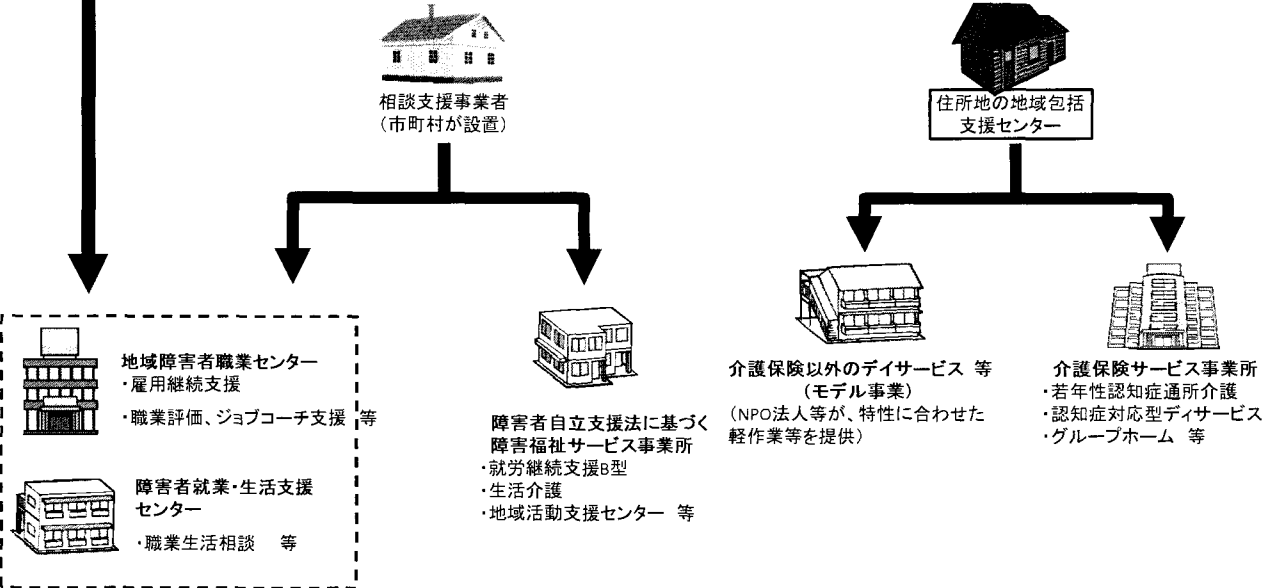 相談支援事業者
（市町村が設置）
住所地の地域包括
支援センター
地域障害者職業センター
・雇用継続支援
・職業評価、ジョブコーチ支援 等
障害者就業・生活支援
センター
・職業生活相談　等
障害者自立支援法に基づく
障害福祉サービス事業所
・就労継続支援B型
・生活介護
・地域活動支援センター 等
介護保険以外のデイサービス 等
（モデル事業）
（NPO法人等が、特性に合わせた
軽作業等を提供）
介護保険サービス事業所
・若年性認知症通所介護
・認知症対応型ディサービス
・グループホーム 等